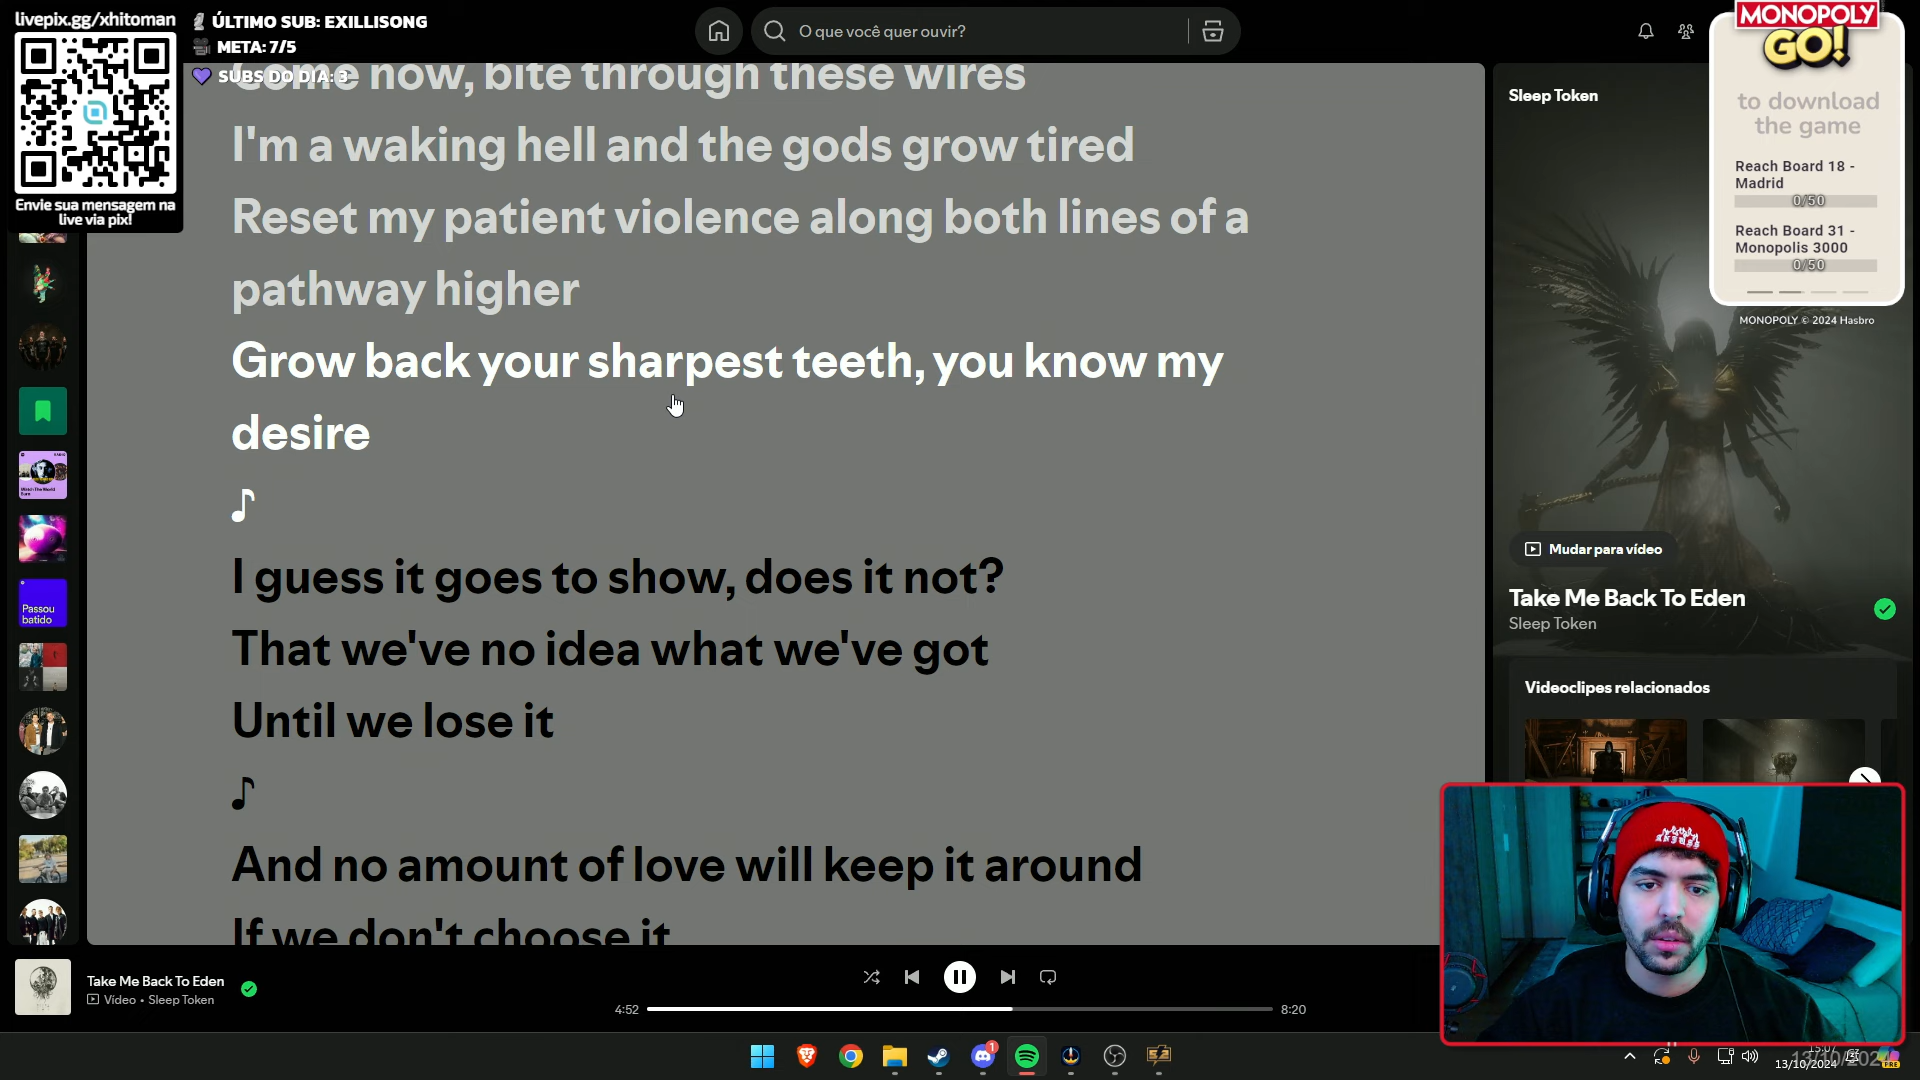 livepix.gg/xhitoman
Envie sua mensagem na
live via pix!
ÚLTIMO SUB: EXILLISONG
META: 7/5
SUBS DO DIA: 3
O que você quer ouvir?
Come now, bite through these wires
I'm a waking hell and the gods grow tired
Reset my patient violence along both lines of a
pathway higher
Grow back your sharpest teeth, you know my
desire
♪
I guess it goes to show, does it not?
That we've no idea what we've got
Until we lose it
♪
And no amount of love will keep it around
If we don't choose it
Passou
batido
Sleep Token
MONOPOLY
GO!
to download
the game
Reach Board 18 -
Madrid
0/50
Reach Board 31 -
Monopolis 3000
0/50
MONOPOLY © 2024 Hasbro
Mudar para vídeo
Take Me Back To Eden
Sleep Token
Videoclipes relacionados
Take Me Back To Eden
Vídeo • Sleep Token
4:52
8:20
1
13/10/2024